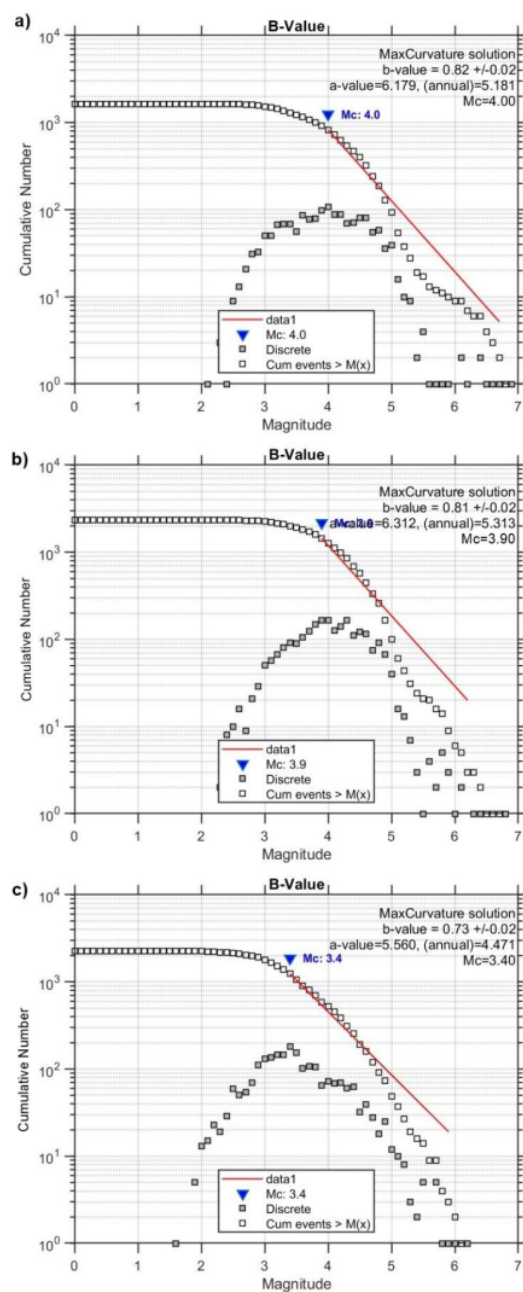 a)
B-Value
MaxCurvature solution
b-value = 0.82 +/-0.02
a-value=6.179, (annual)=5.181
Mc=4.00
Mc: 4.0
10^4
10^3
10^2
10^1
10^0
Cumulative Number
data1
Mc: 4.0
Discrete
Cum events > M(x)
0 1 2 3 4 5 6 7
Magnitude
b)
B-Value
MaxCurvature solution
b-value = 0.81 +/-0.02
a-value=6.312, (annual)=5.313
Mc=3.90
10^4
10^3
10^2
10^1
10^0
Cumulative Number
data1
Mc: 3.9
Discrete
Cum events > M(x)
0 1 2 3 4 5 6 7
Magnitude
c)
B-Value
MaxCurvature solution
b-value = 0.73 +/-0.02
a-value=5.560, (annual)=4.471
Mc=3.40
Mc: 3.4
10^4
10^3
10^2
10^1
10^0
Cumulative Number
data1
Mc: 3.4
Discrete
Cum events > M(x)
0 1 2 3 4 5 6 7
Magnitude